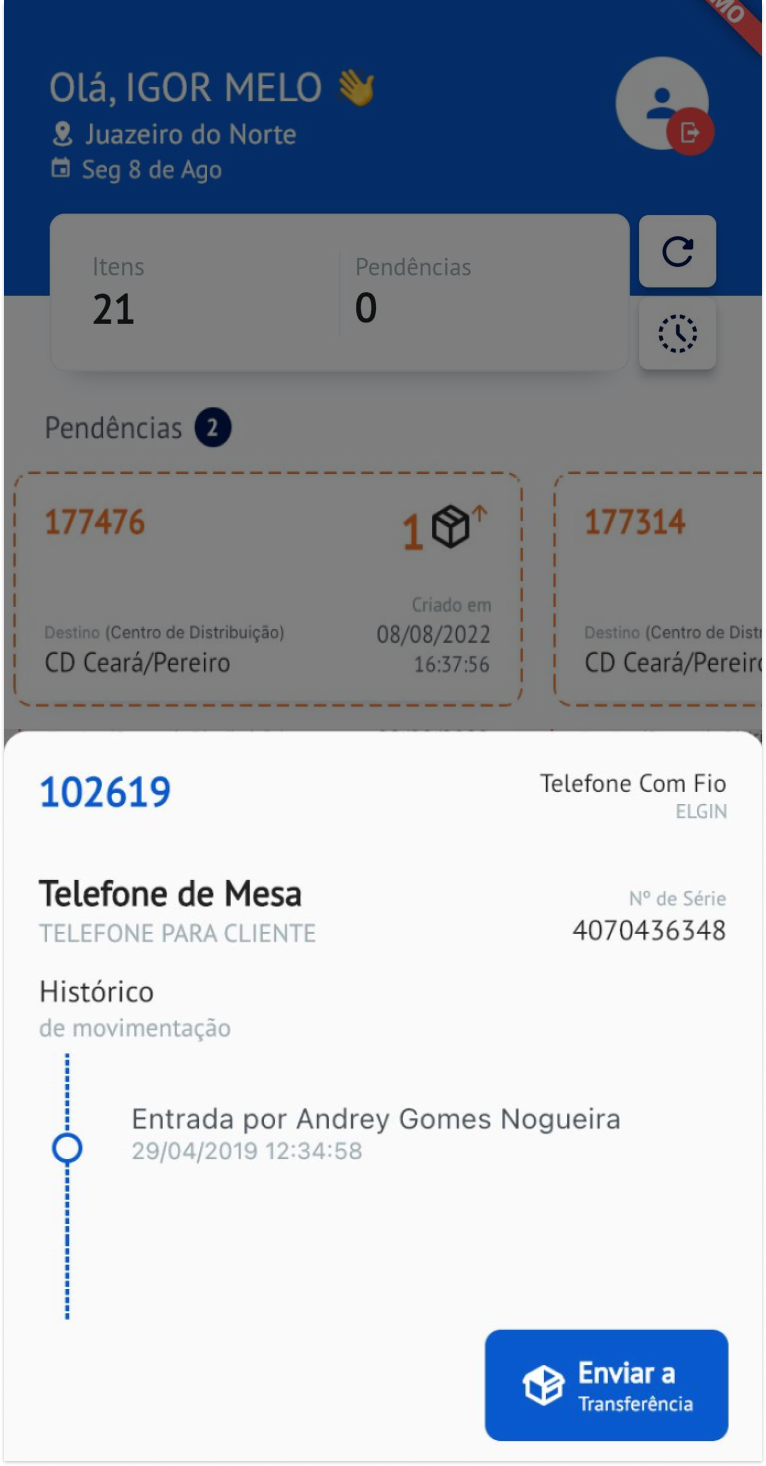 Olá, IGOR MELO 👋
Juazeiro do Norte
Seg 8 de Ago
Itens
21
Pendências
0
Pendências 2
177476
1
Criado em
Destino (Centro de Distribuição)
08/08/2022
CD Ceará/Pereiro
16:37:56
177314
Destino (Centro de Distr
CD Ceará/Pereiro
102619
Telefone Com Fio
ELGIN
Telefone de Mesa
TELEFONE PARA CLIENTE
Nº de Série
4070436348
Histórico
de movimentação
Entrada por Andrey Gomes Nogueira
29/04/2019 12:34:58
Enviar a
Transferência